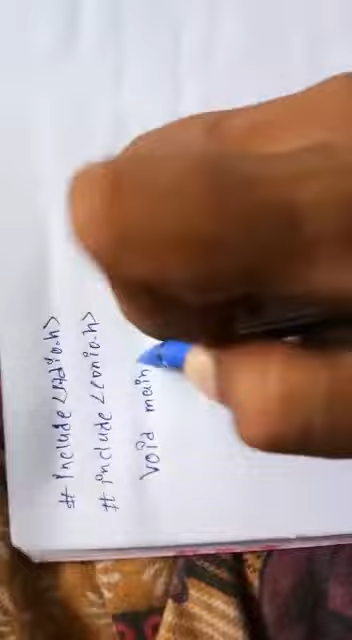 #include <stdio.h>
#include <conio.h>
void main